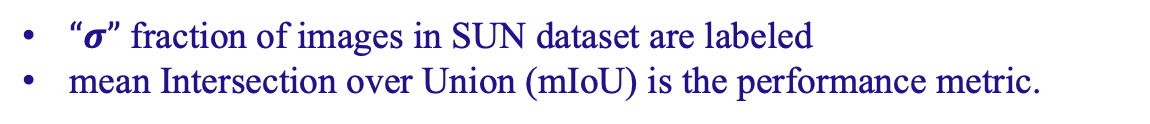 • “σ” fraction of images in SUN dataset are labeled
• mean Intersection over Union (mIoU) is the performance metric.